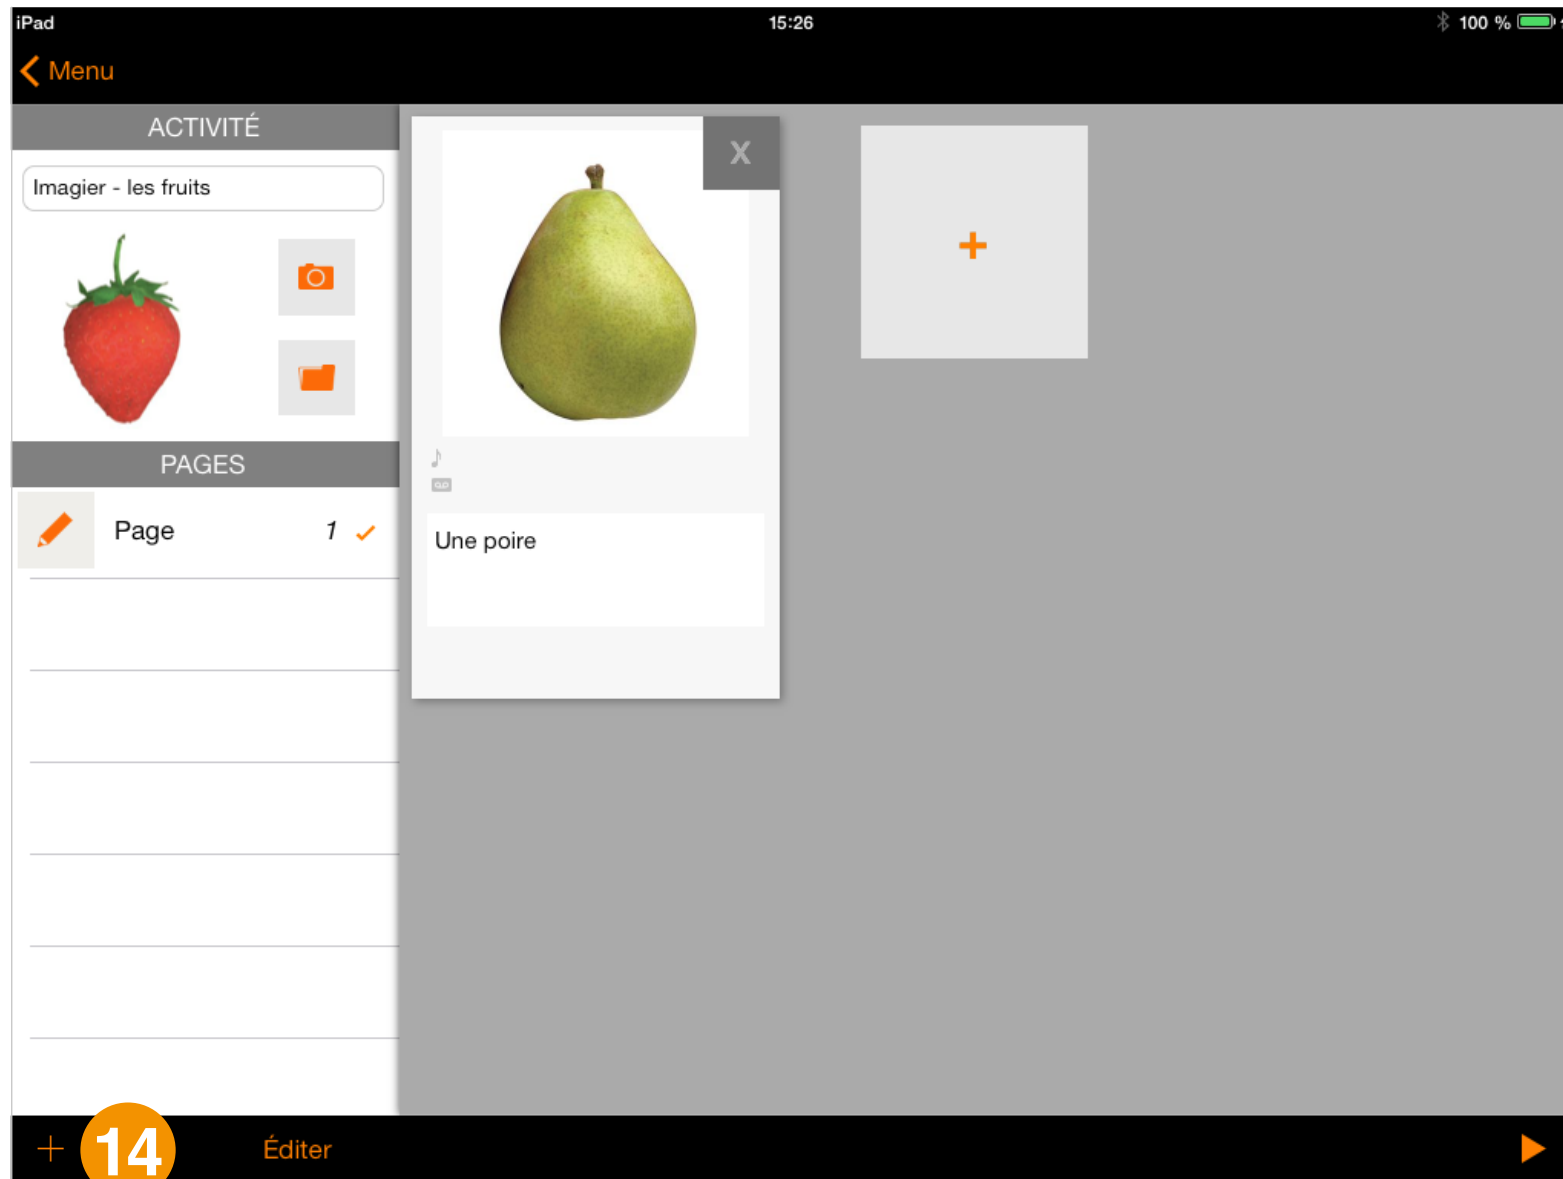 iPad 15:26 100 %
Menu
ACTIVITÉ
Imagier - les fruits
X
+
PAGES
Page 1
Une poire
+ 14 Éditer